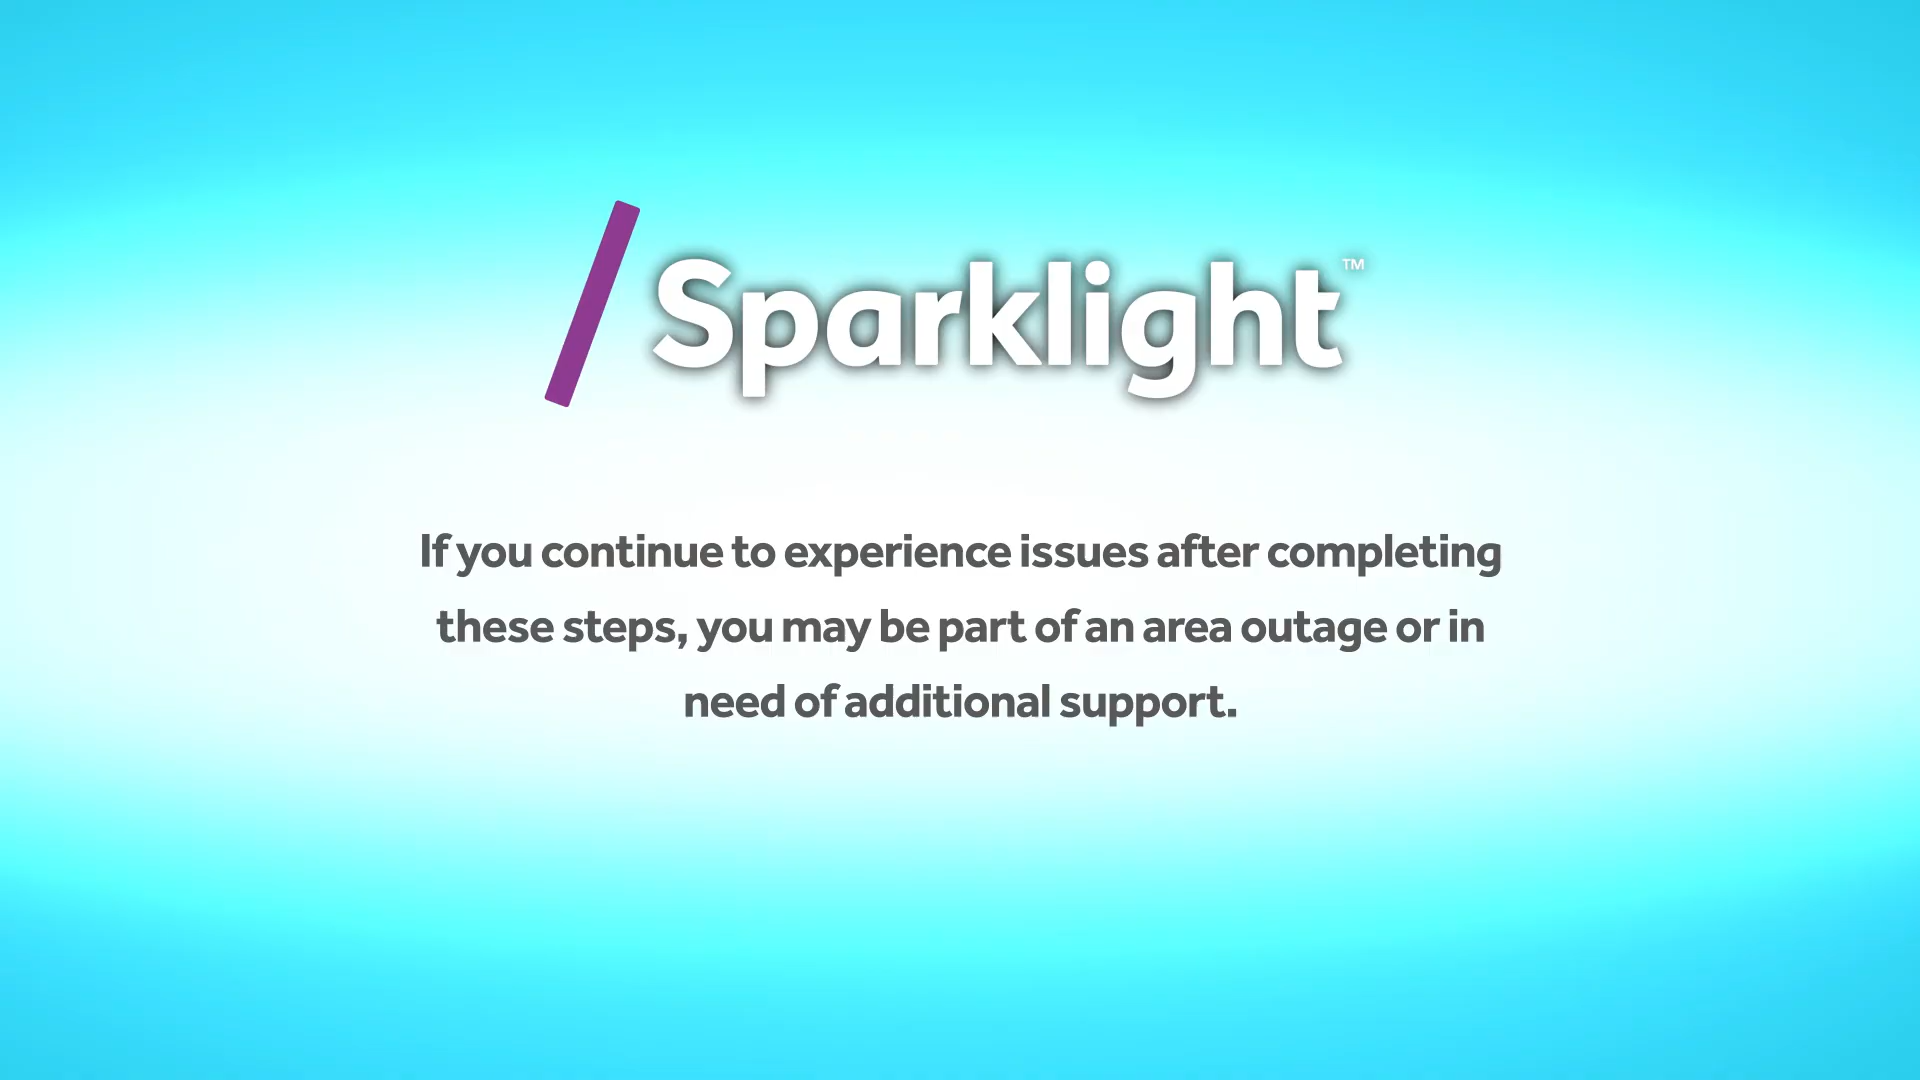 Sparklight™
If you continue to experience issues after completing
these steps, you may be part of an area outage or in
need of additional support.